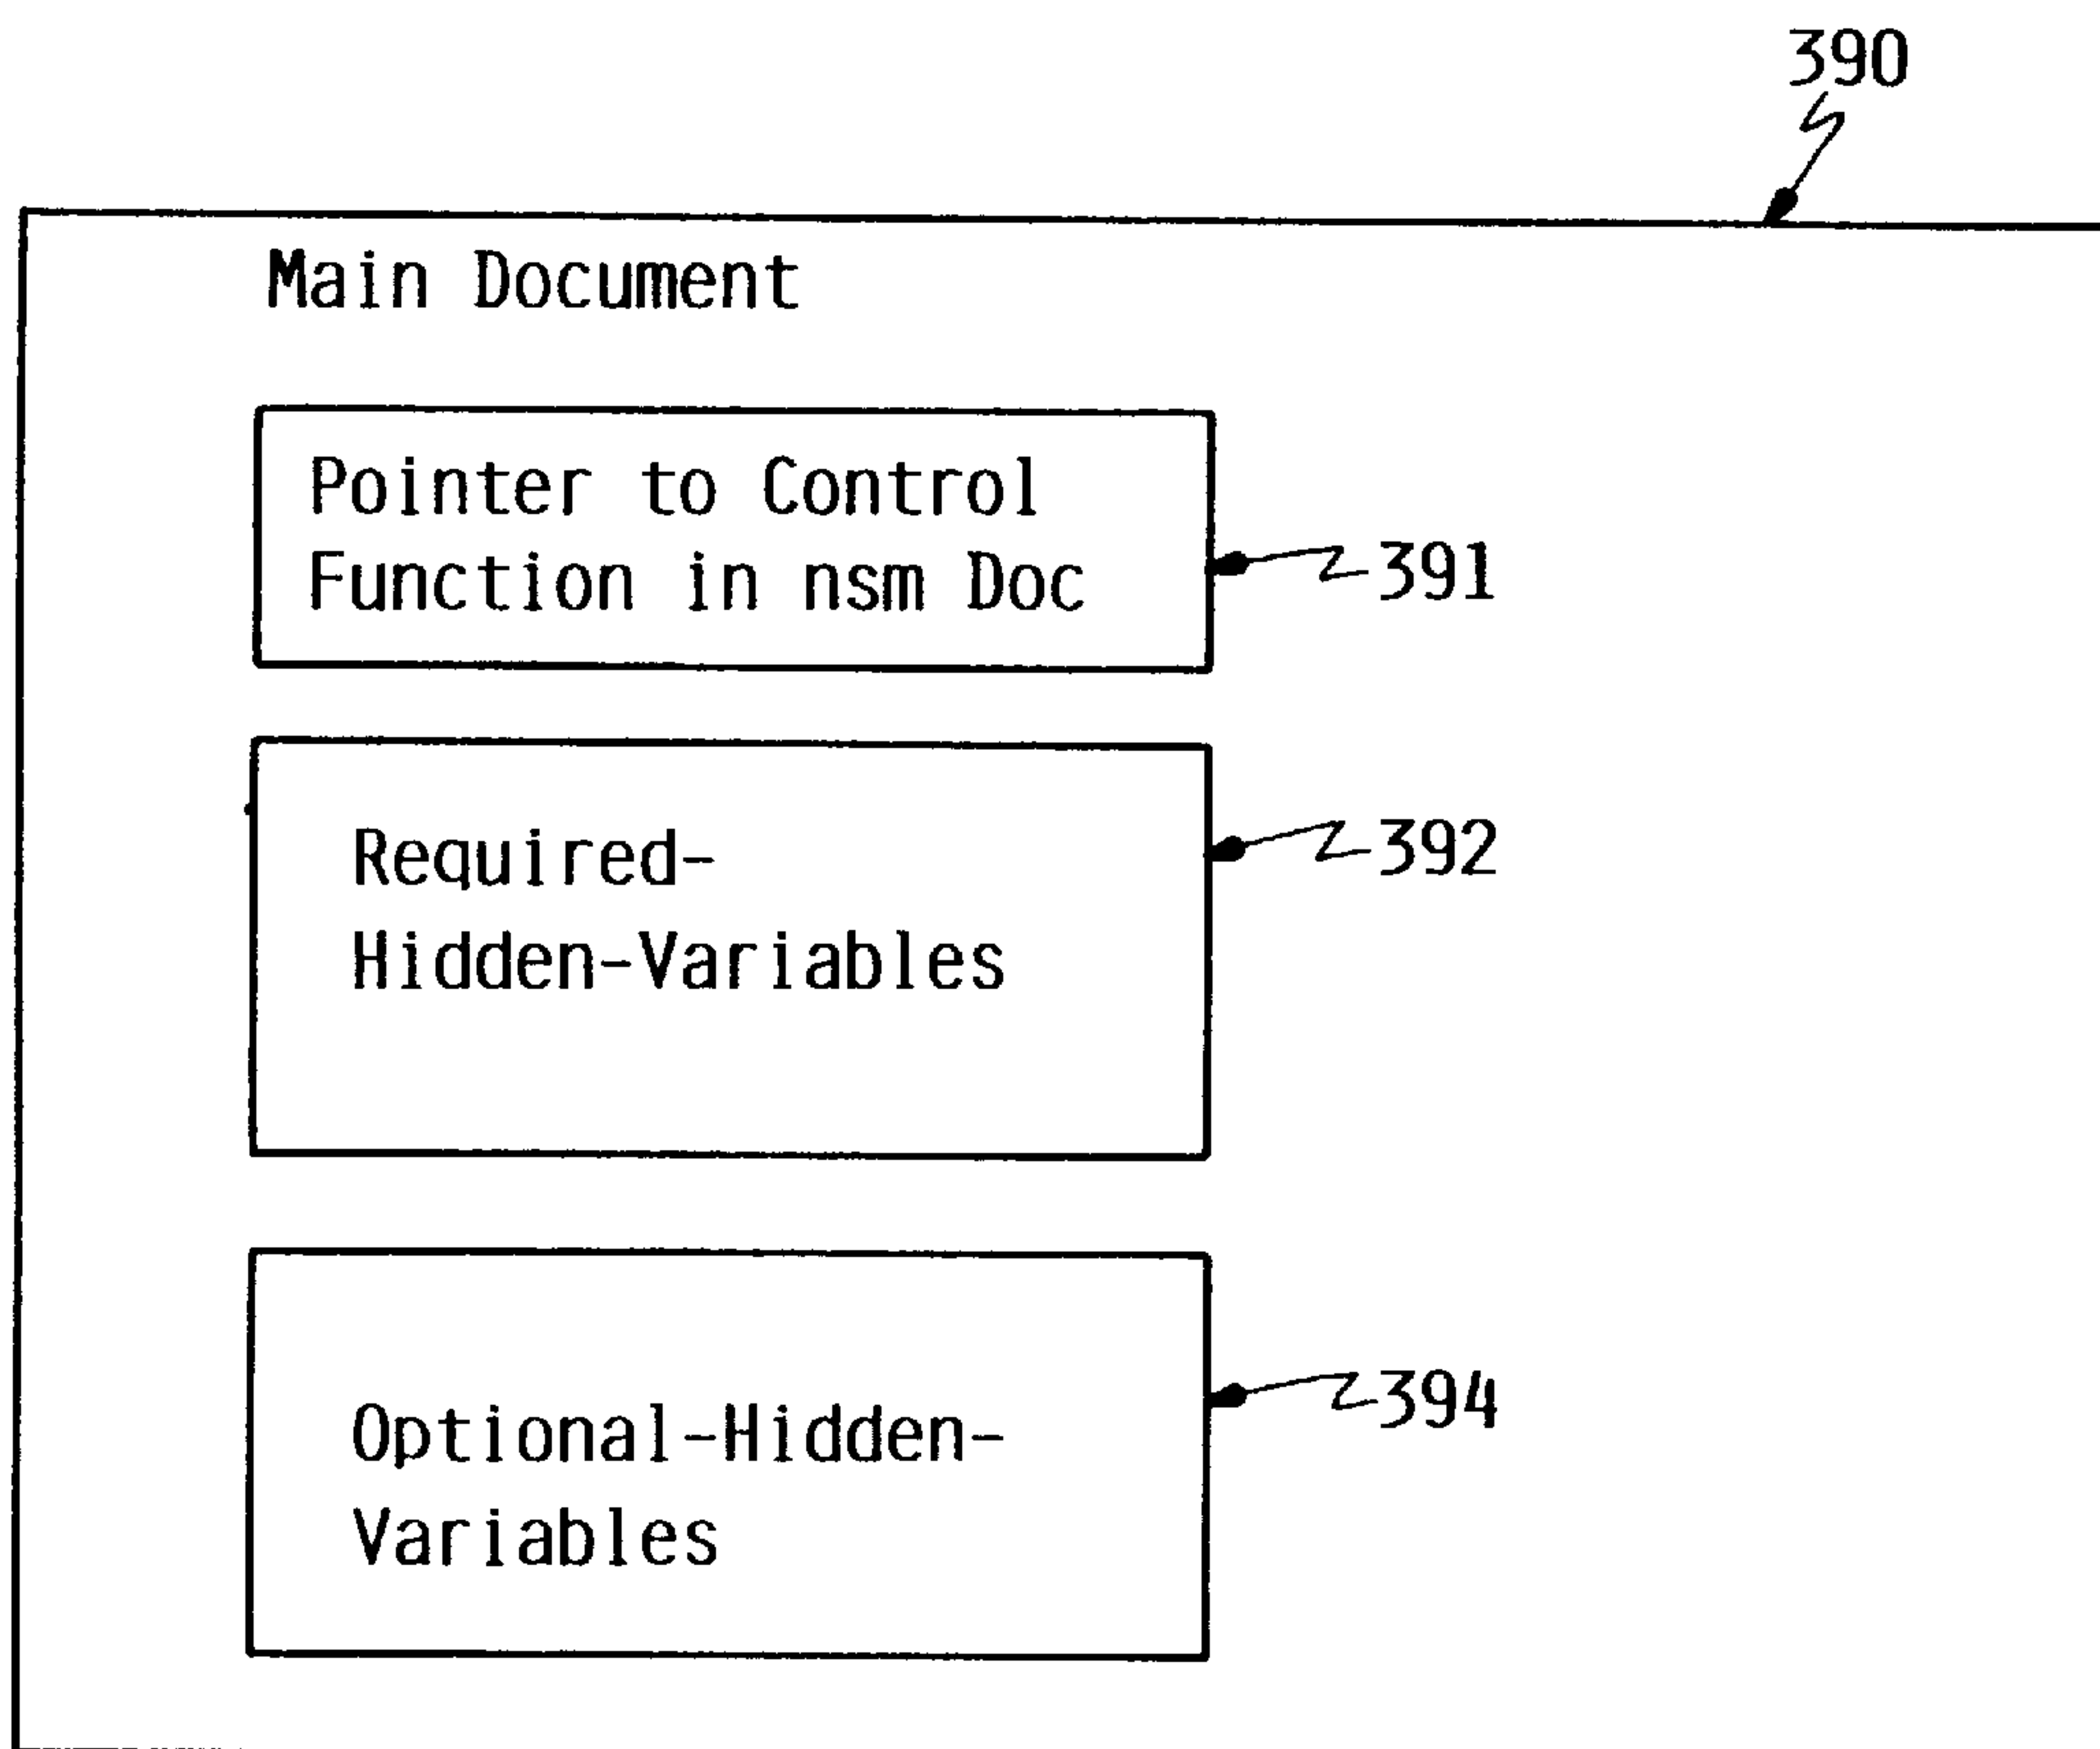 390
Main Document
Pointer to Control
Function in nsm Doc
391
Required-
Hidden-Variables
392
Optional-Hidden-
Variables
394